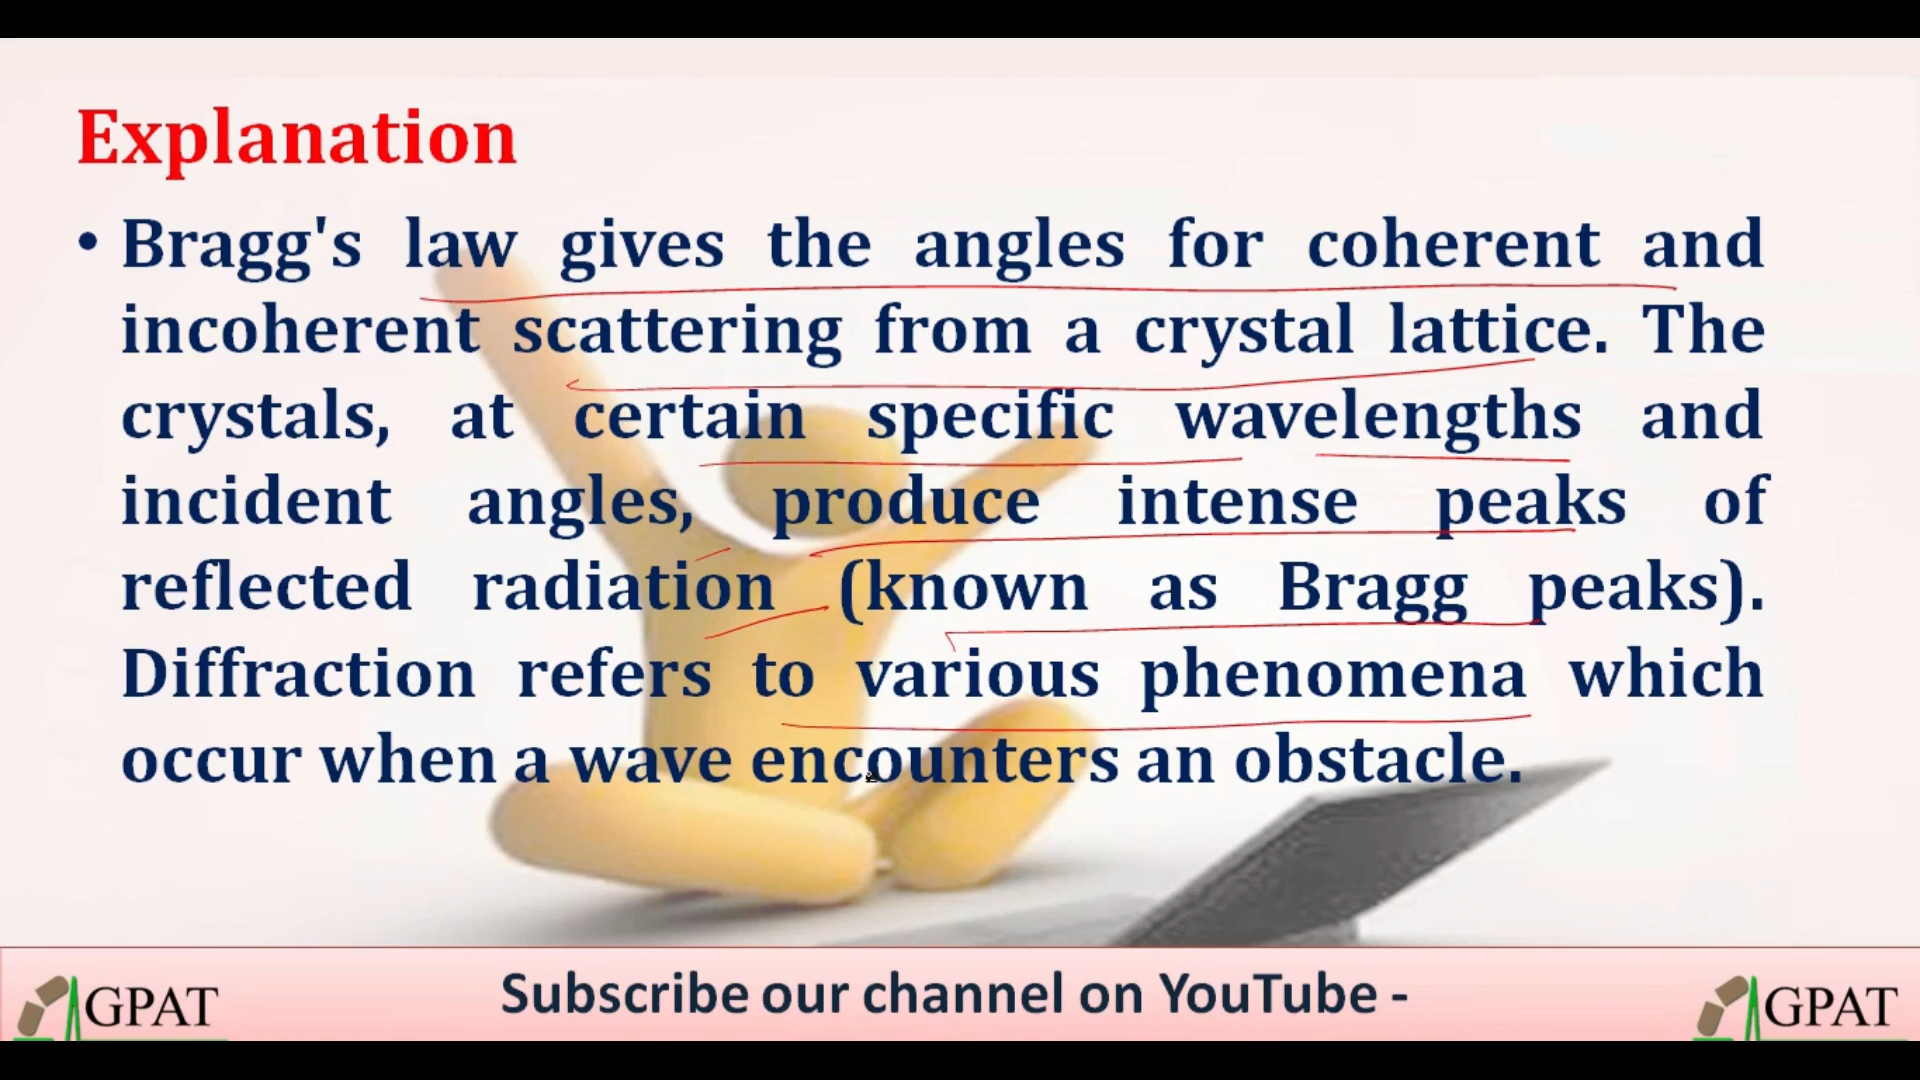 Explanation
• Bragg's law gives the angles for coherent and
incoherent scattering from a crystal lattice. The
crystals, at certain specific wavelengths and
incident angles, produce intense peaks of
reflected radiation (known as Bragg peaks).
Diffraction refers to various phenomena which
occur when a wave encounters an obstacle.
GPAT
Subscribe our channel on YouTube -
GPAT